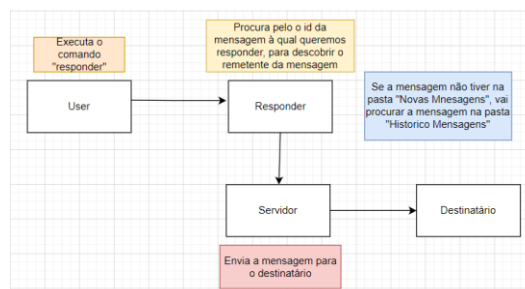 Executa o
comando
"responder"
Procura pelo o id da
mensagem à qual queremos
responder, para descobrir o
remetente da mensagem
Se a mensagem não tiver na
pasta "Novas Mnesagens", vai
procurar a mensagem na pasta
"Historico Mensagens"
User
Responder
Servidor
Destinatário
Envia a mensagem para
o destinatário